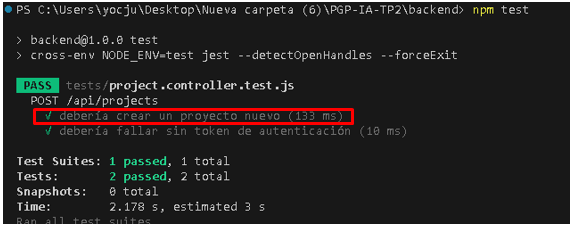 PS C:\Users\yocju\Desktop\Nueva carpeta (6)\PGP-IA-TP2\backend> npm test
> backend@1.0.0 test
> cross-env NODE_ENV=test jest --detectOpenHandles --forceExit
PASS tests/project.controller.test.js
POST /api/projects
√ debería crear un proyecto nuevo (133 ms)
√ debería fallar sin token de autenticación (10 ms)
Test Suites: 1 passed, 1 total
Tests: 2 passed, 2 total
Snapshots: 0 total
Time: 2.178 s, estimated 3 s
Ran all test suites